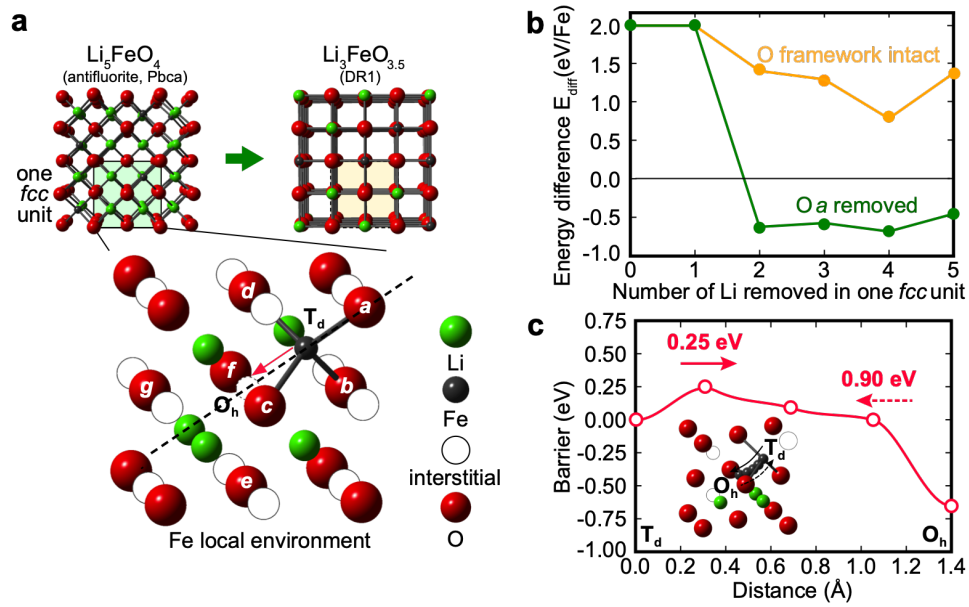 a
Li5FeO4
(antifluorite, Pbca)
Li3FeO3.5
(DR1)
one
fcc
unit
d
a
Td
f
b
g
Oh
c
e
Li
Fe
interstitial
O
Fe local environment
b
Energy difference Ediff(eV/Fe)
2.0
1.5
1.0
0.5
0.0
-0.5
-1.0
O framework intact
O a removed
0
1
2
3
4
5
Number of Li removed in one fcc unit
c
Barrier (eV)
0.75
0.50
0.25
0.00
-0.25
-0.50
-0.75
-1.00
0.25 eV
0.90 eV
Td
Oh
Td
Oh
0.0
0.2
0.4
0.6
0.8
1.0
1.2
1.4
Distance (Å)